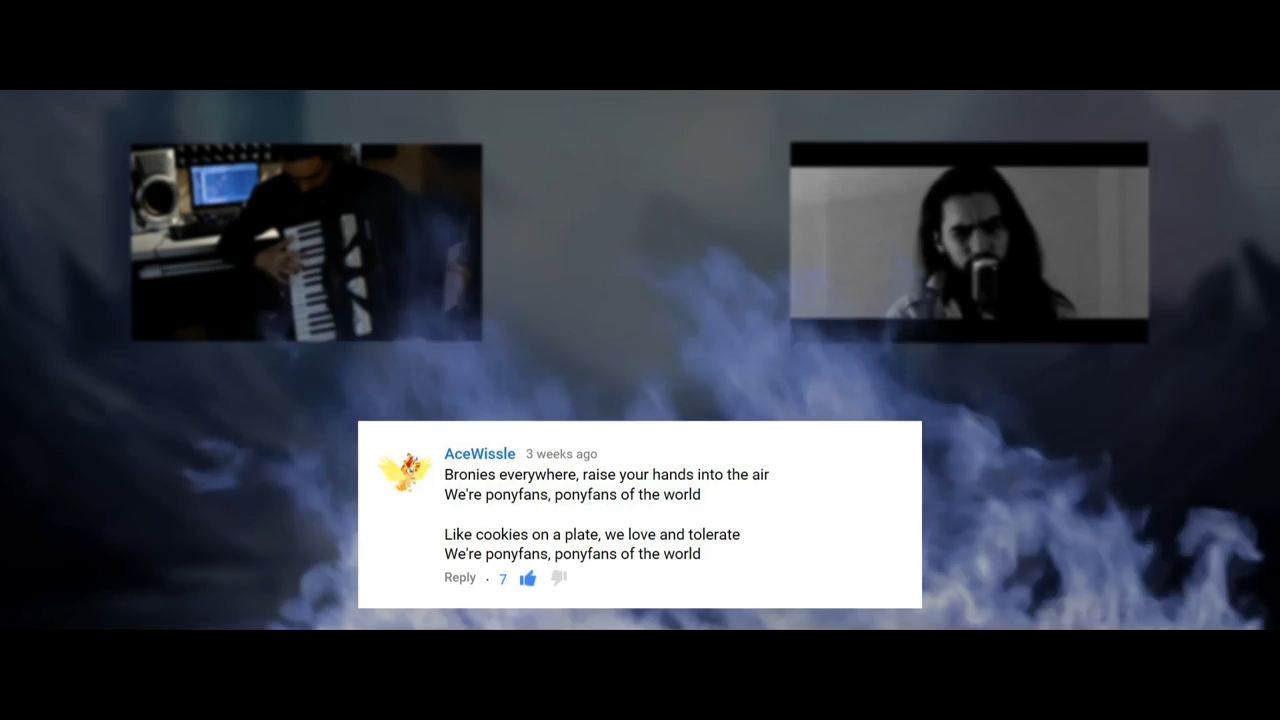 AceWissle 3 weeks ago
Bronies everywhere, raise your hands into the air
We're ponyfans, ponyfans of the world
Like cookies on a plate, we love and tolerate
We're ponyfans, ponyfans of the world
Reply · 7